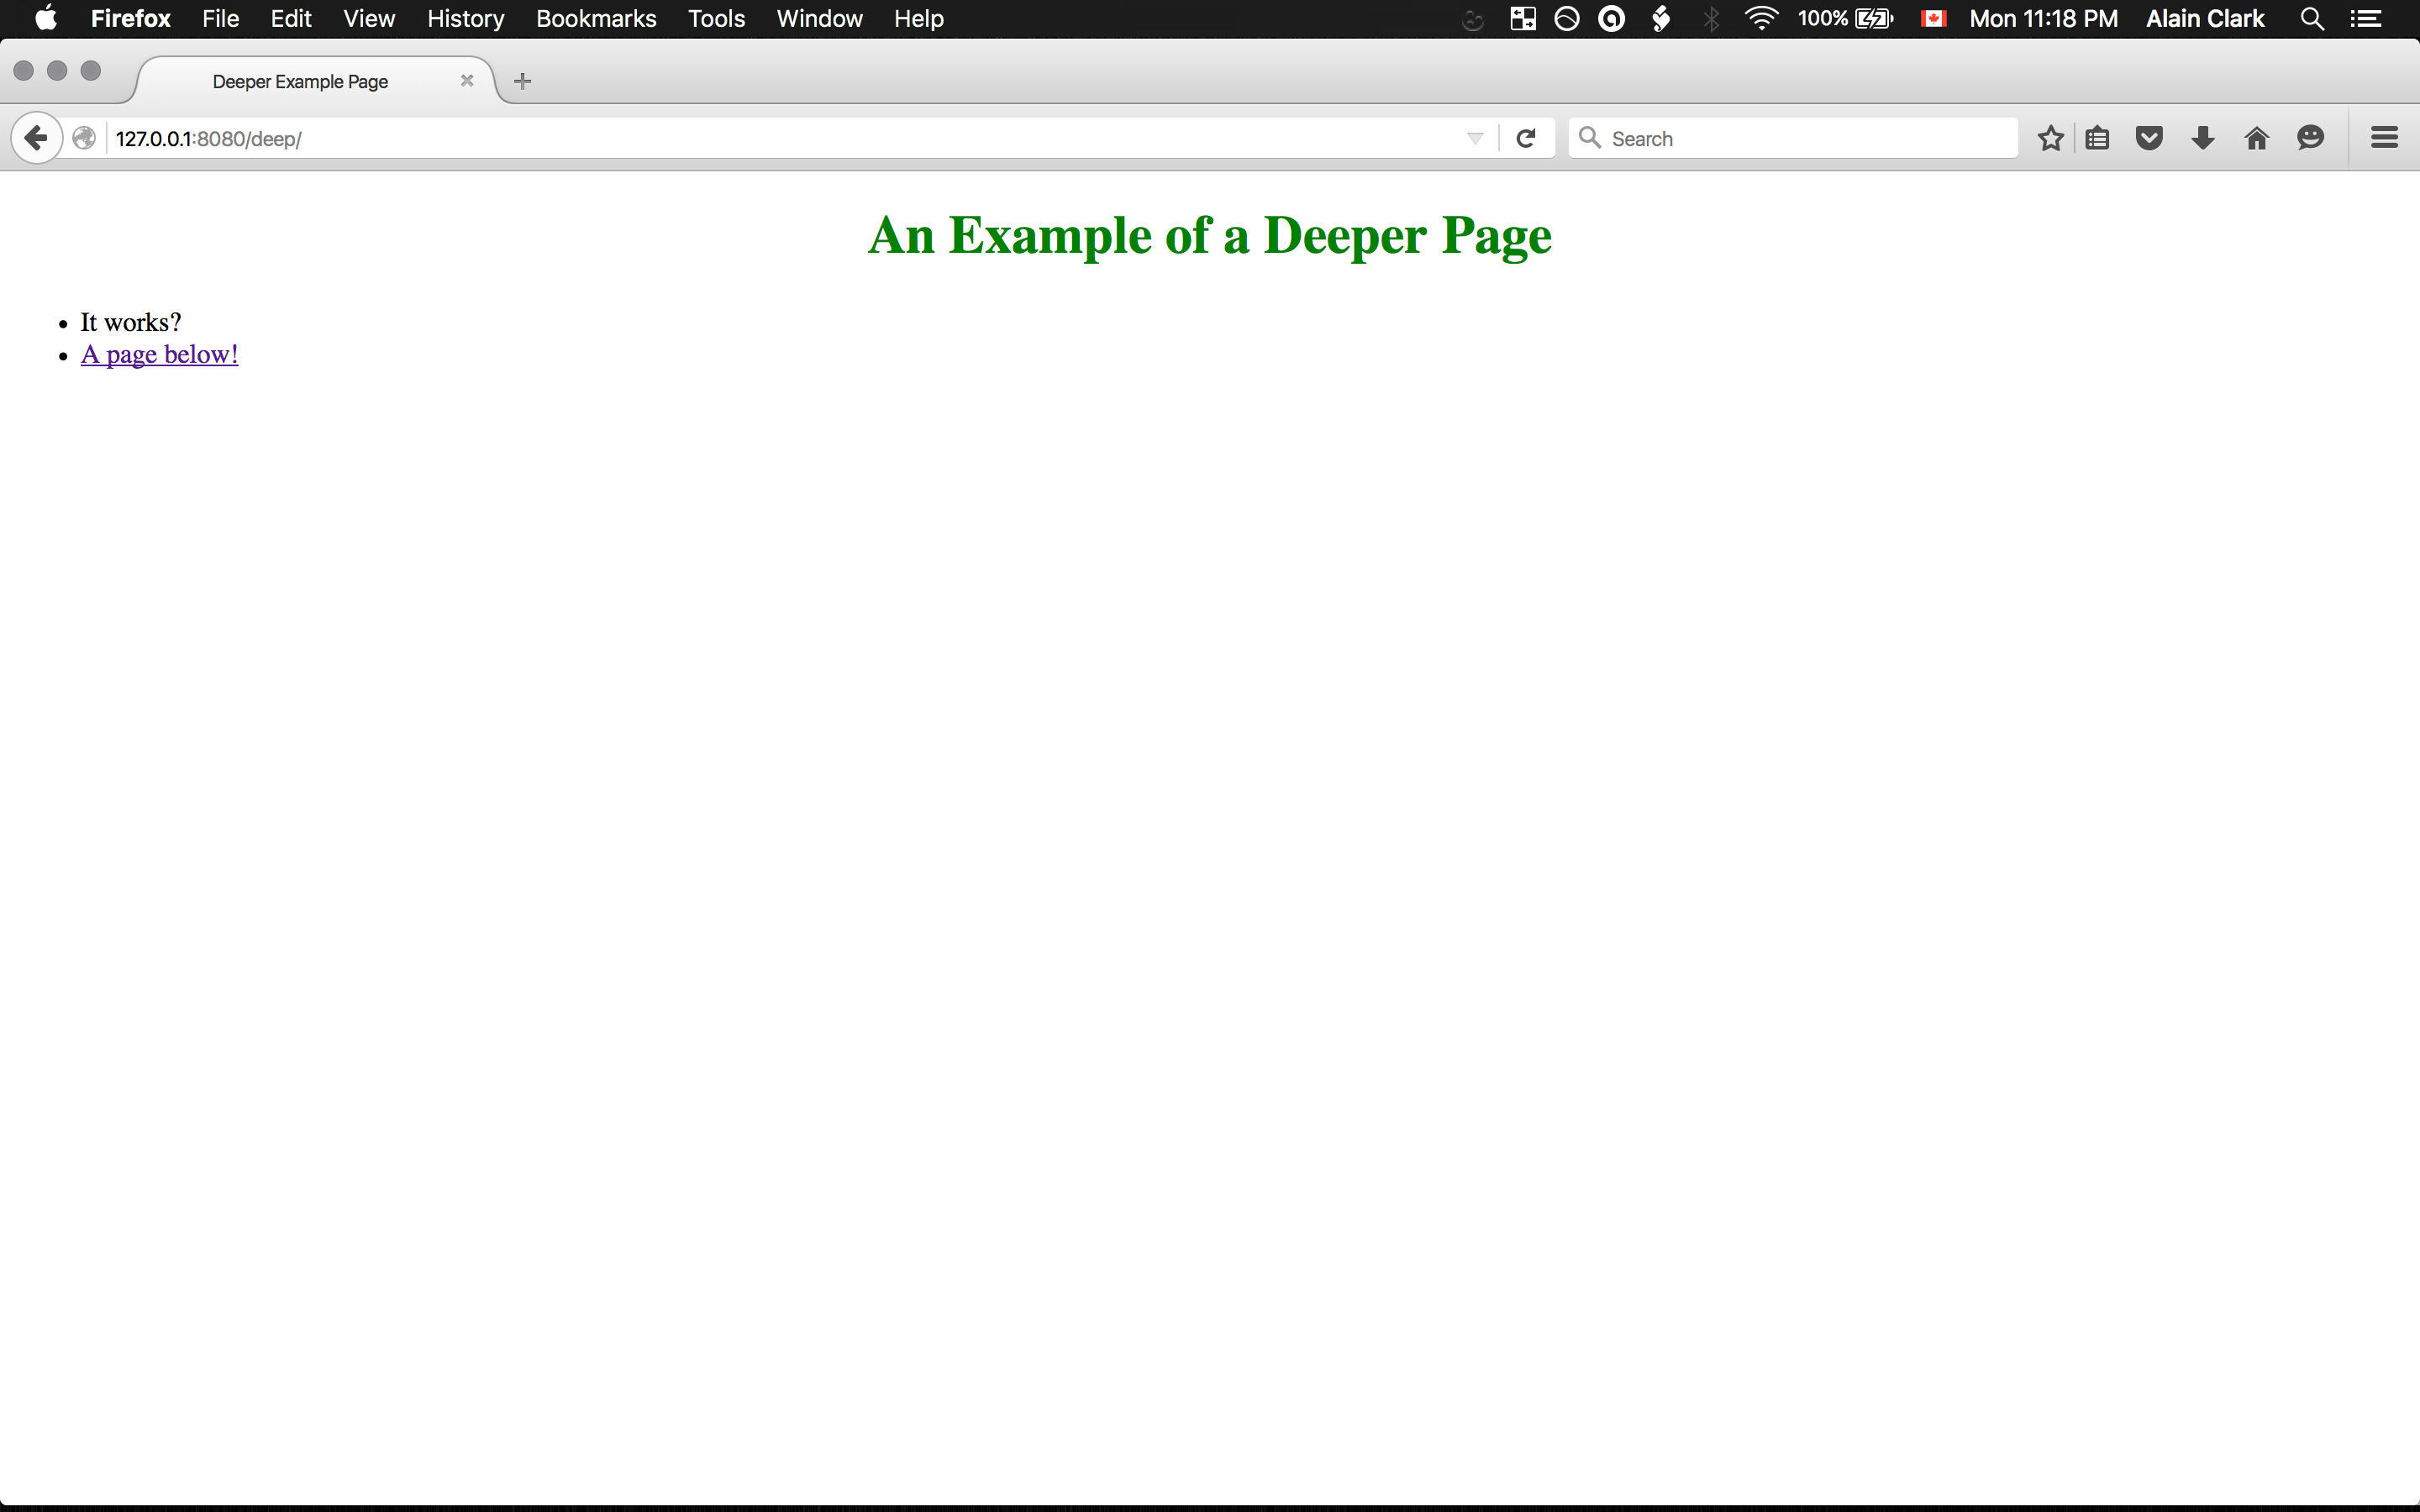 Firefox File Edit View History Bookmarks Tools Window Help 100% Mon 11:18 PM Alain Clark
Deeper Example Page
127.0.0.1:8080/deep/ Search
An Example of a Deeper Page
• It works?
• A page below!